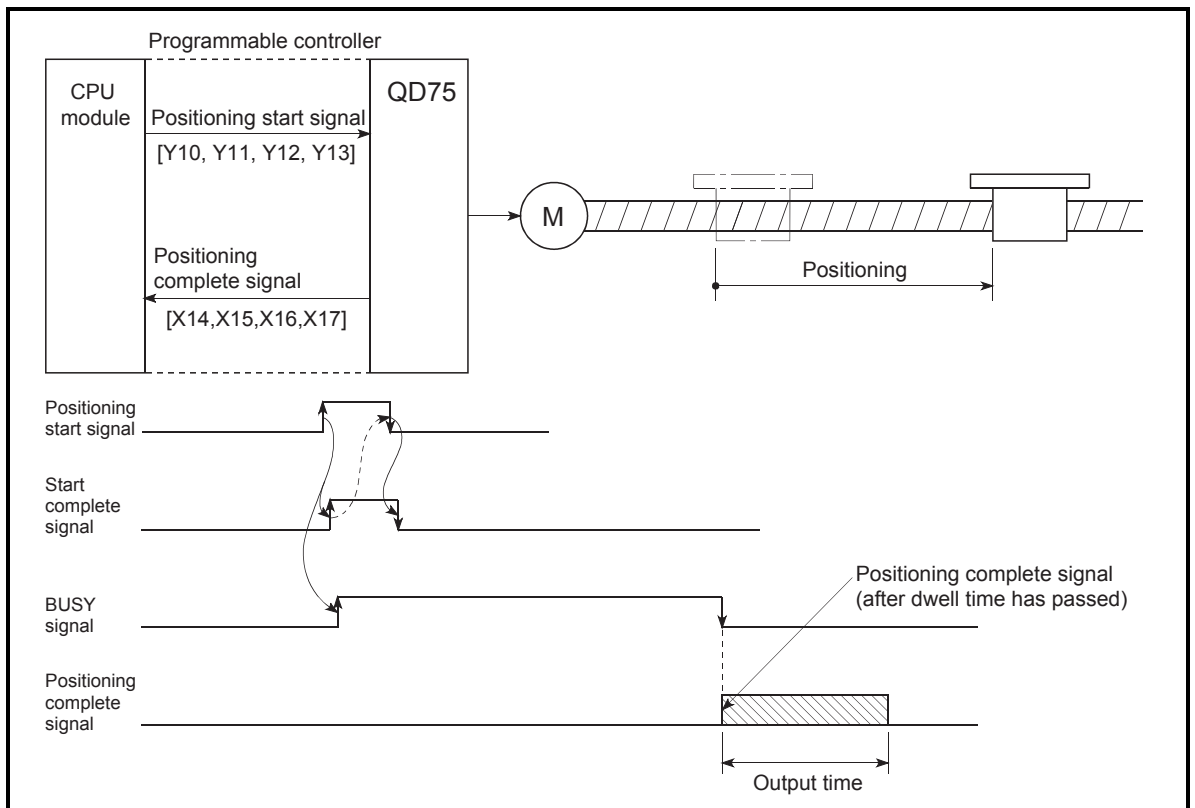 Programmable controller
CPU
module
QD75
Positioning start signal
[Y10, Y11, Y12, Y13]
M
Positioning
complete signal
[X14,X15,X16,X17]
Positioning
Positioning
start signal
Start
complete
signal
BUSY
signal
Positioning complete signal
(after dwell time has passed)
Positioning
complete
signal
Output time